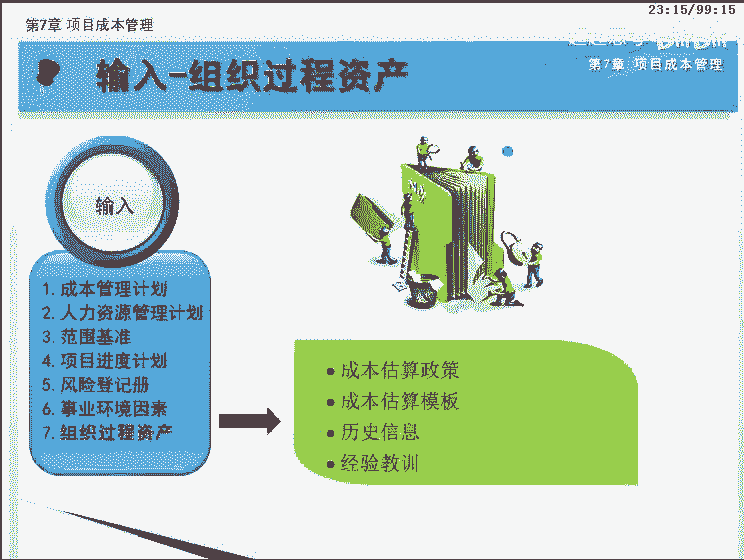 23:15/99:15
第7章 项目成本管理
输入-组织过程资产
第7章 项目成本管理
输入
1. 成本管理计划
2. 人力资源管理计划
3. 范围基准
4. 项目进度计划
5. 风险登记册
6. 事业环境因素
7. 组织过程资产
• 成本估算政策
• 成本估算模板
• 历史信息
• 经验教训